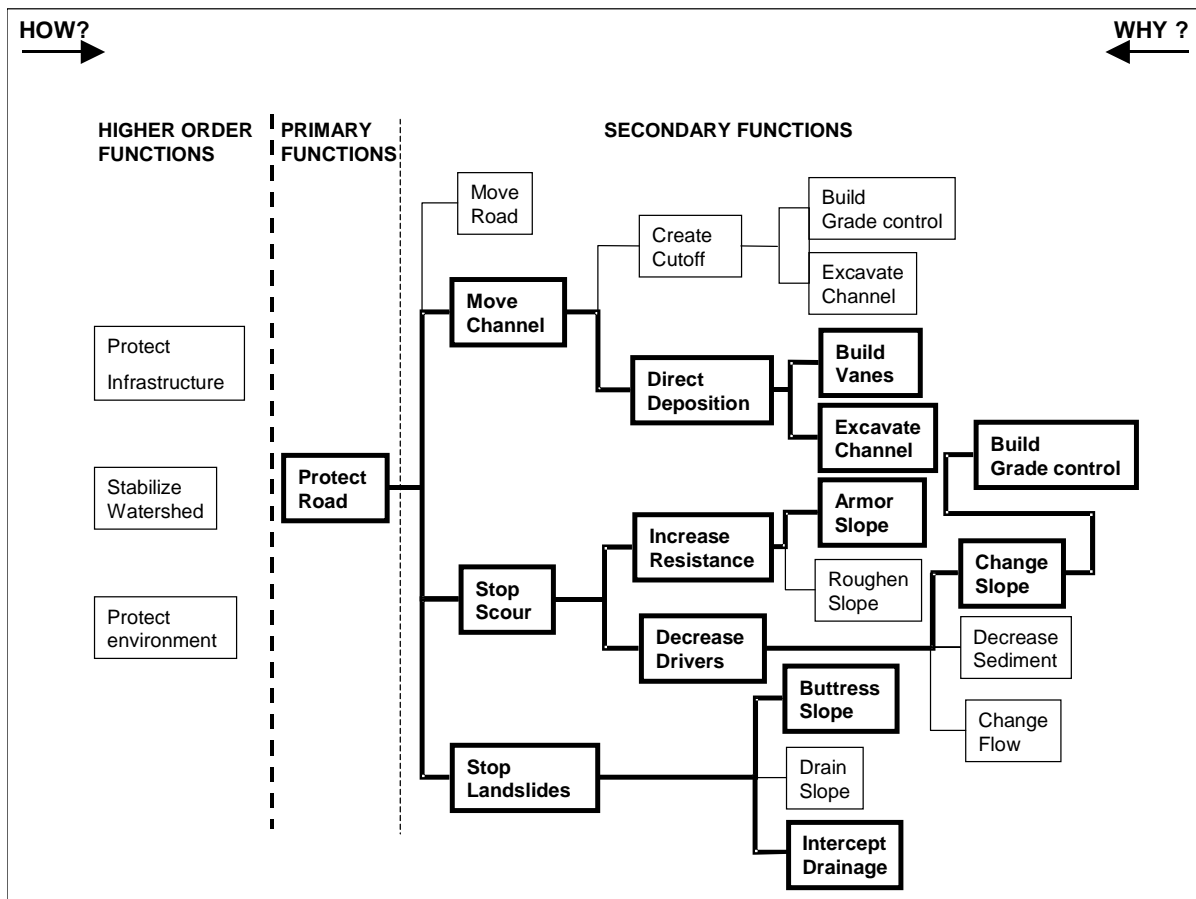 HOW?
WHY ?
HIGHER ORDER
FUNCTIONS
PRIMARY
FUNCTIONS
SECONDARY FUNCTIONS
Move
Road
Build
Grade control
Create
Cutoff
Excavate
Channel
Move
Channel
Protect
Infrastructure
Build
Vanes
Direct
Deposition
Excavate
Channel
Build
Grade control
Protect
Road
Stabilize
Watershed
Armor
Slope
Increase
Resistance
Roughen
Slope
Change
Slope
Stop
Scour
Protect
environment
Decrease
Drivers
Decrease
Sediment
Buttress
Slope
Change
Flow
Stop
Landslides
Drain
Slope
Intercept
Drainage